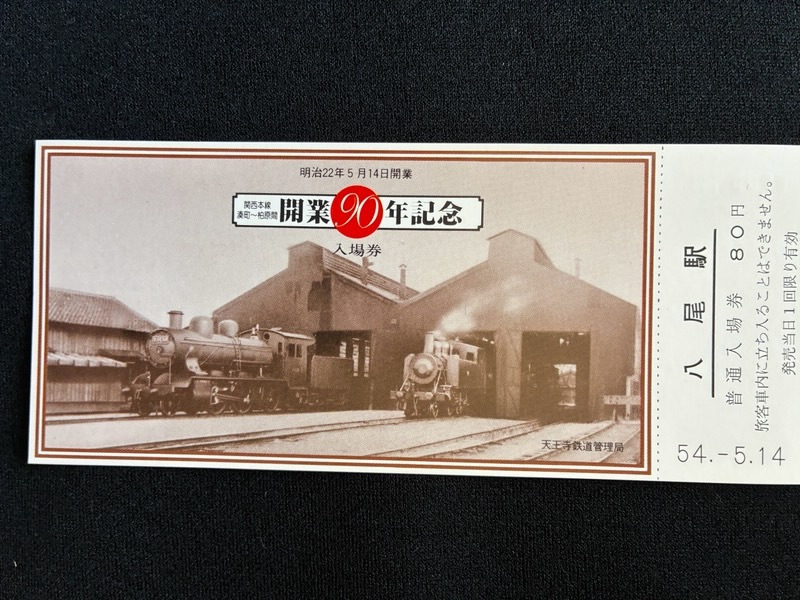 明治22年5月14日開業
関西本線
湊町〜柏原間
開業90年記念
入場券
天王寺鉄道管理局
八尾駅
普通入場券 80円
旅客車内に立ち入ることはできません。
発売当日1回限り有効
54.-5.14